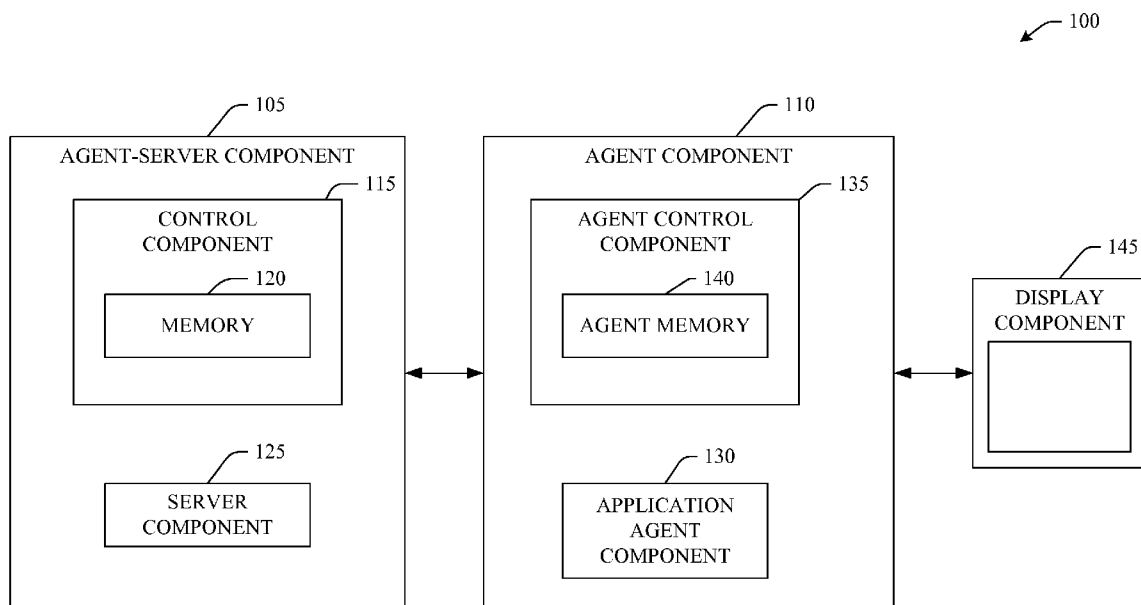 100
105
AGENT-SERVER COMPONENT
115
CONTROL
COMPONENT
120
MEMORY
125
SERVER
COMPONENT
110
AGENT COMPONENT
135
AGENT CONTROL
COMPONENT
140
AGENT MEMORY
130
APPLICATION
AGENT
COMPONENT
145
DISPLAY
COMPONENT